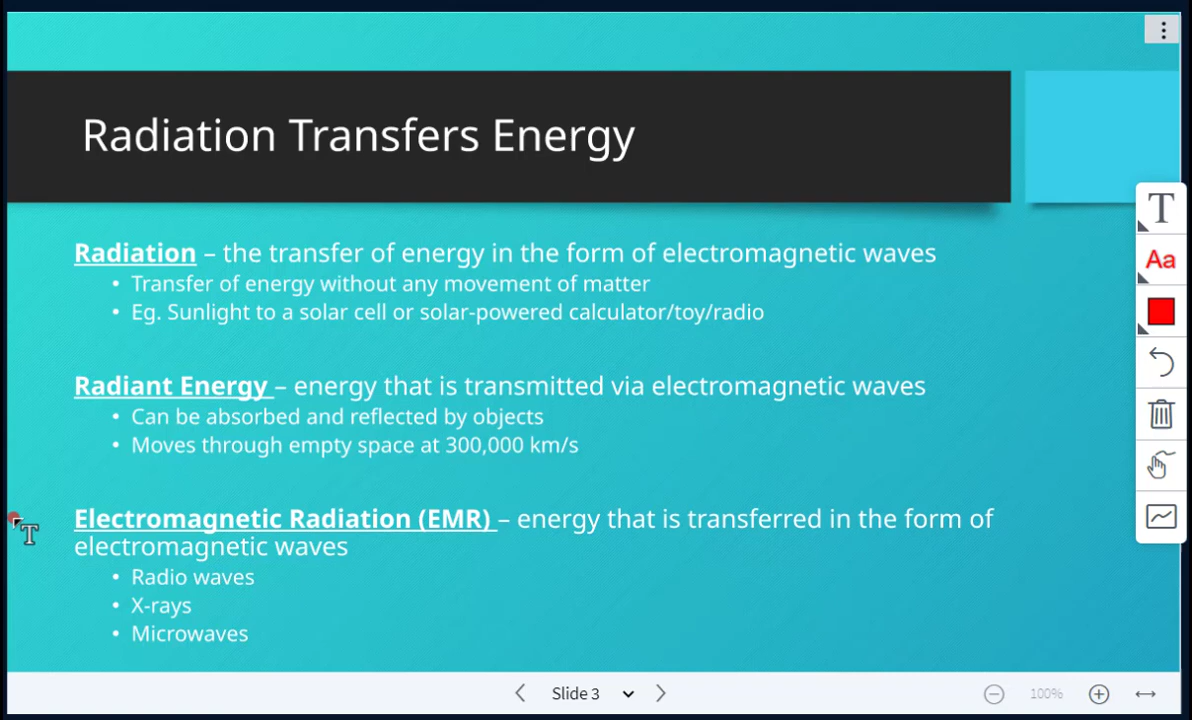 Radiation Transfers Energy
Radiation – the transfer of energy in the form of electromagnetic waves
• Transfer of energy without any movement of matter
• Eg. Sunlight to a solar cell or solar-powered calculator/toy/radio
Radiant Energy – energy that is transmitted via electromagnetic waves
• Can be absorbed and reflected by objects
• Moves through empty space at 300,000 km/s
Electromagnetic Radiation (EMR) – energy that is transferred in the form of
electromagnetic waves
• Radio waves
• X-rays
• Microwaves
T
Aa
T
Slide 3
100%